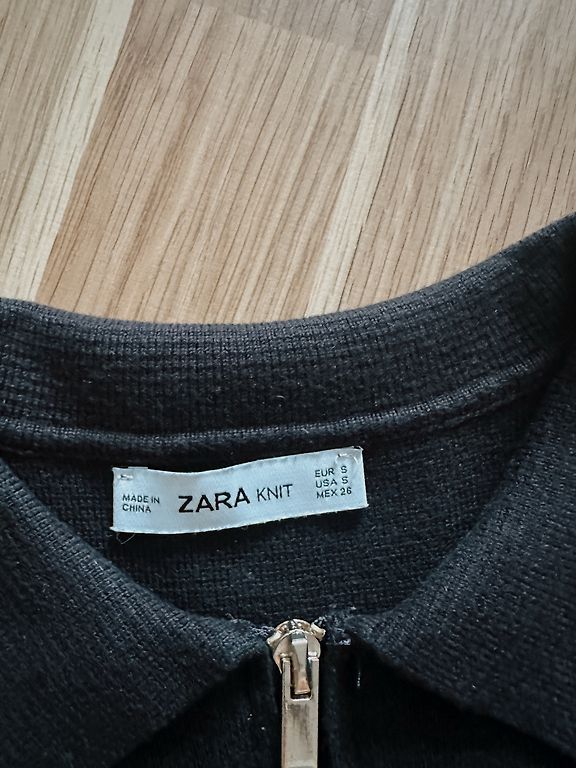 MADE IN
CHINA
ZARA KNIT
EUR S
USA S
MEX 26